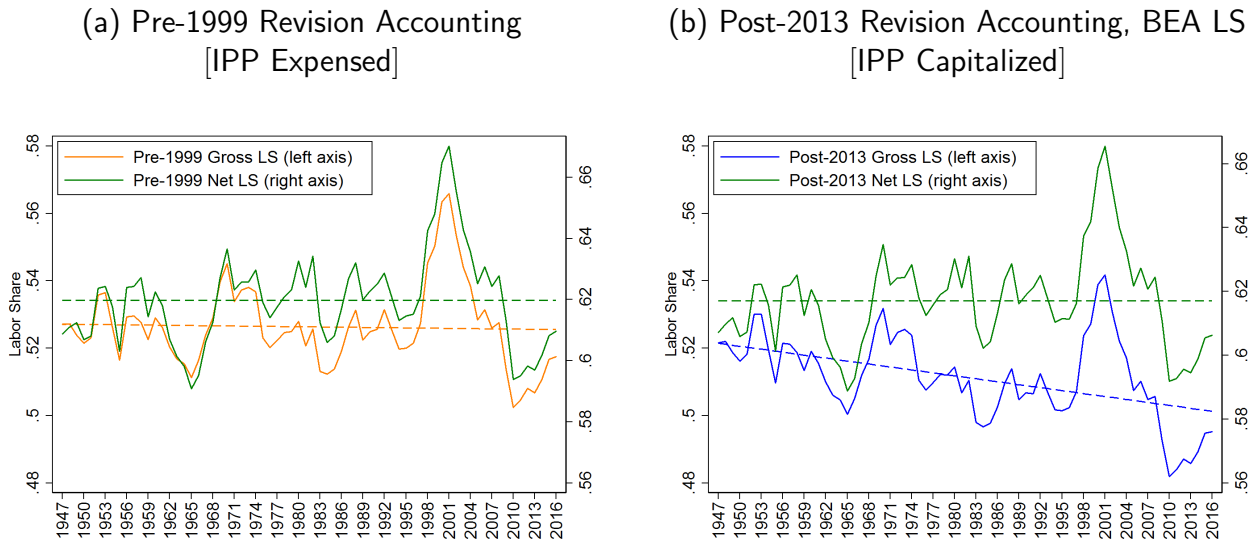 (a) Pre-1999 Revision Accounting
[IPP Expensed]
Pre-1999 Gross LS (left axis)
Pre-1999 Net LS (right axis)
Labor Share
.58
.56
.54
.52
.5
.48
.66
.64
.62
.6
.58
.56
1947 1950 1953 1956 1959 1962 1965 1968 1971 1974 1977 1980 1983 1986 1989 1992 1995 1998 2001 2004 2007 2010 2013 2016
(b) Post-2013 Revision Accounting, BEA LS
[IPP Capitalized]
Post-2013 Gross LS (left axis)
Post-2013 Net LS (right axis)
Labor Share
.58
.56
.54
.52
.5
.48
.66
.64
.62
.6
.58
.56
1947 1950 1953 1956 1959 1962 1965 1968 1971 1974 1977 1980 1983 1986 1989 1992 1995 1998 2001 2004 2007 2010 2013 2016